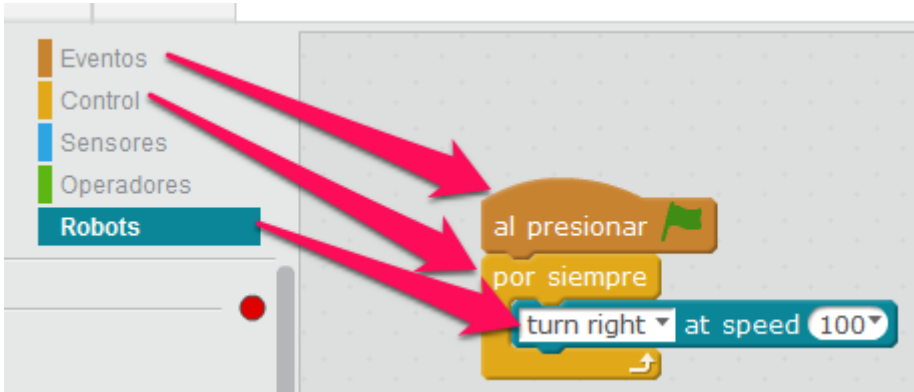 Eventos
Control
Sensores
Operadores
Robots
al presionar
por siempre
turn right at speed 100